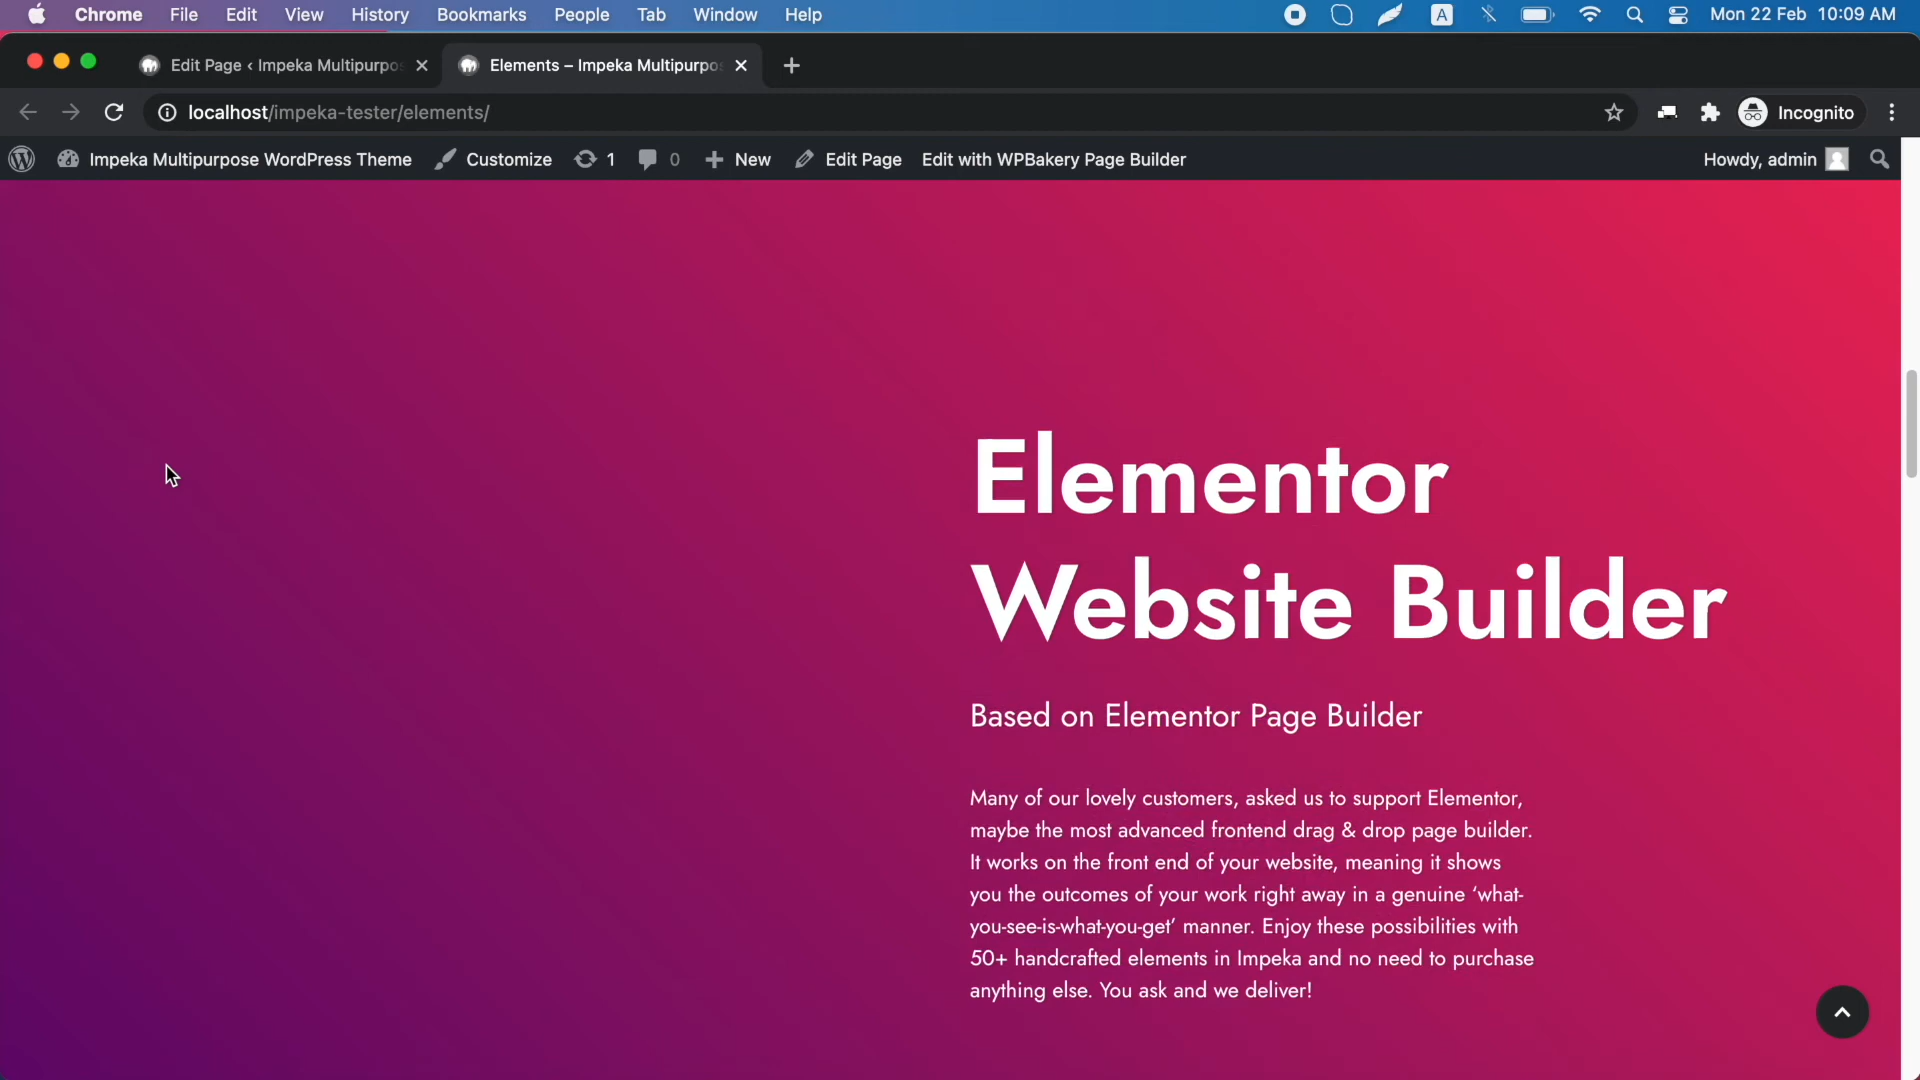 Chrome File Edit View History Bookmarks People Tab Window Help A Mon 22 Feb 10:09 AM
Edit Page ‹ Impeka Multipurpos Elements – Impeka Multipurpos
localhost/impeka-tester/elements/ Incognito
Impeka Multipurpose WordPress Theme Customize 1 0 New Edit Page Edit with WPBakery Page Builder Howdy, admin
Elementor
Website Builder
Based on Elementor Page Builder
Many of our lovely customers, asked us to support Elementor,
maybe the most advanced frontend drag & drop page builder.
It works on the front end of your website, meaning it shows
you the outcomes of your work right away in a genuine ‘what-
you-see-is-what-you-get’ manner. Enjoy these possibilities with
50+ handcrafted elements in Impeka and no need to purchase
anything else. You ask and we deliver!